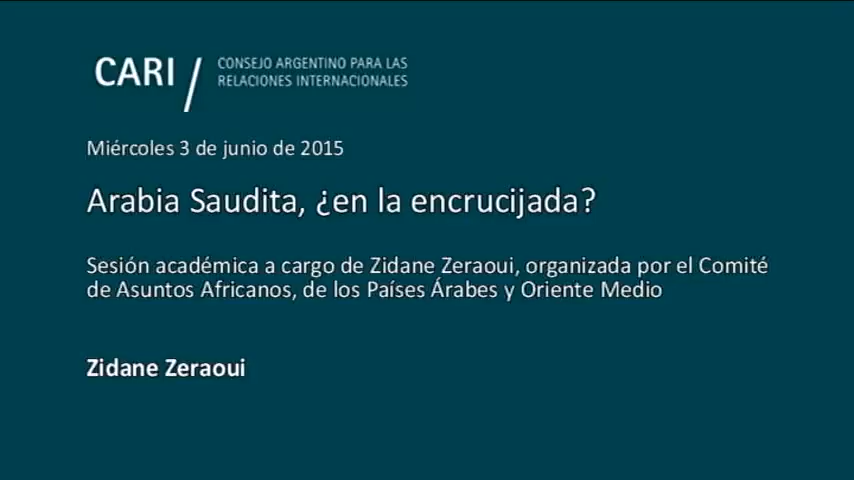 CARI / CONSEJO ARGENTINO PARA LAS
RELACIONES INTERNACIONALES
Miércoles 3 de junio de 2015
Arabia Saudita, ¿en la encrucijada?
Sesión académica a cargo de Zidane Zeraoui, organizada por el Comité
de Asuntos Africanos, de los Países Árabes y Oriente Medio
Zidane Zeraoui